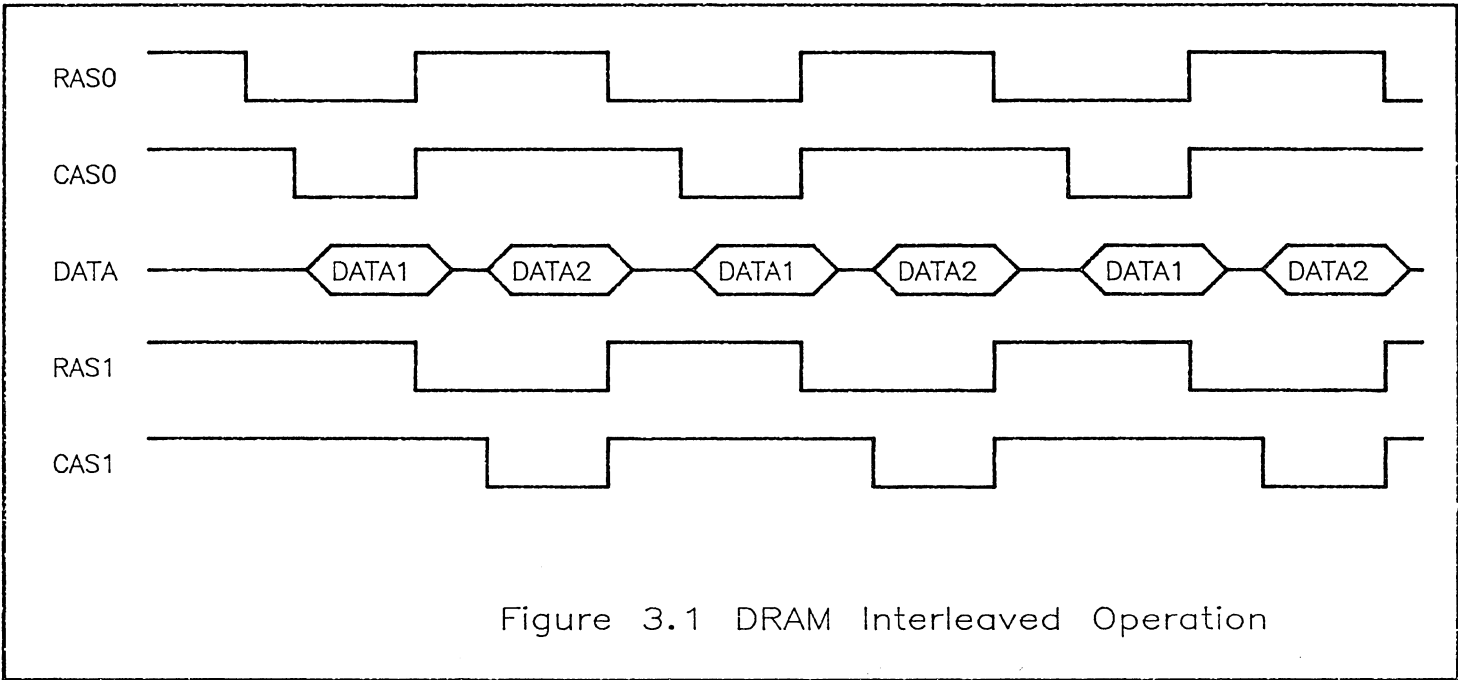 RAS0
CAS0
DATA DATA1 DATA2 DATA1 DATA2 DATA1 DATA2
RAS1
CAS1
Figure 3.1 DRAM Interleaved Operation